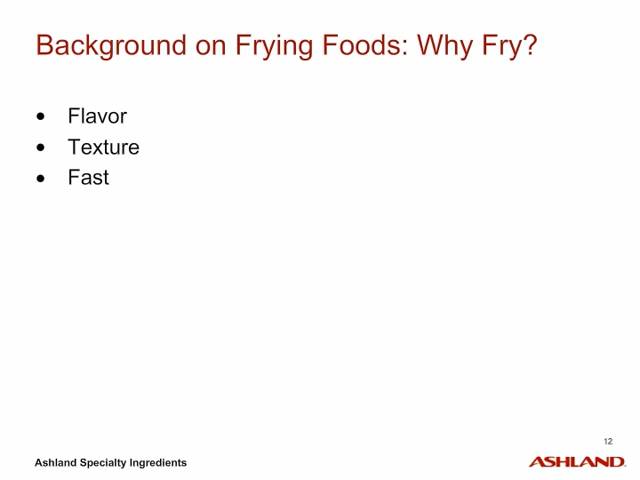 Background on Frying Foods: Why Fry?
• Flavor
• Texture
• Fast
12
Ashland Specialty Ingredients
ASHLAND.